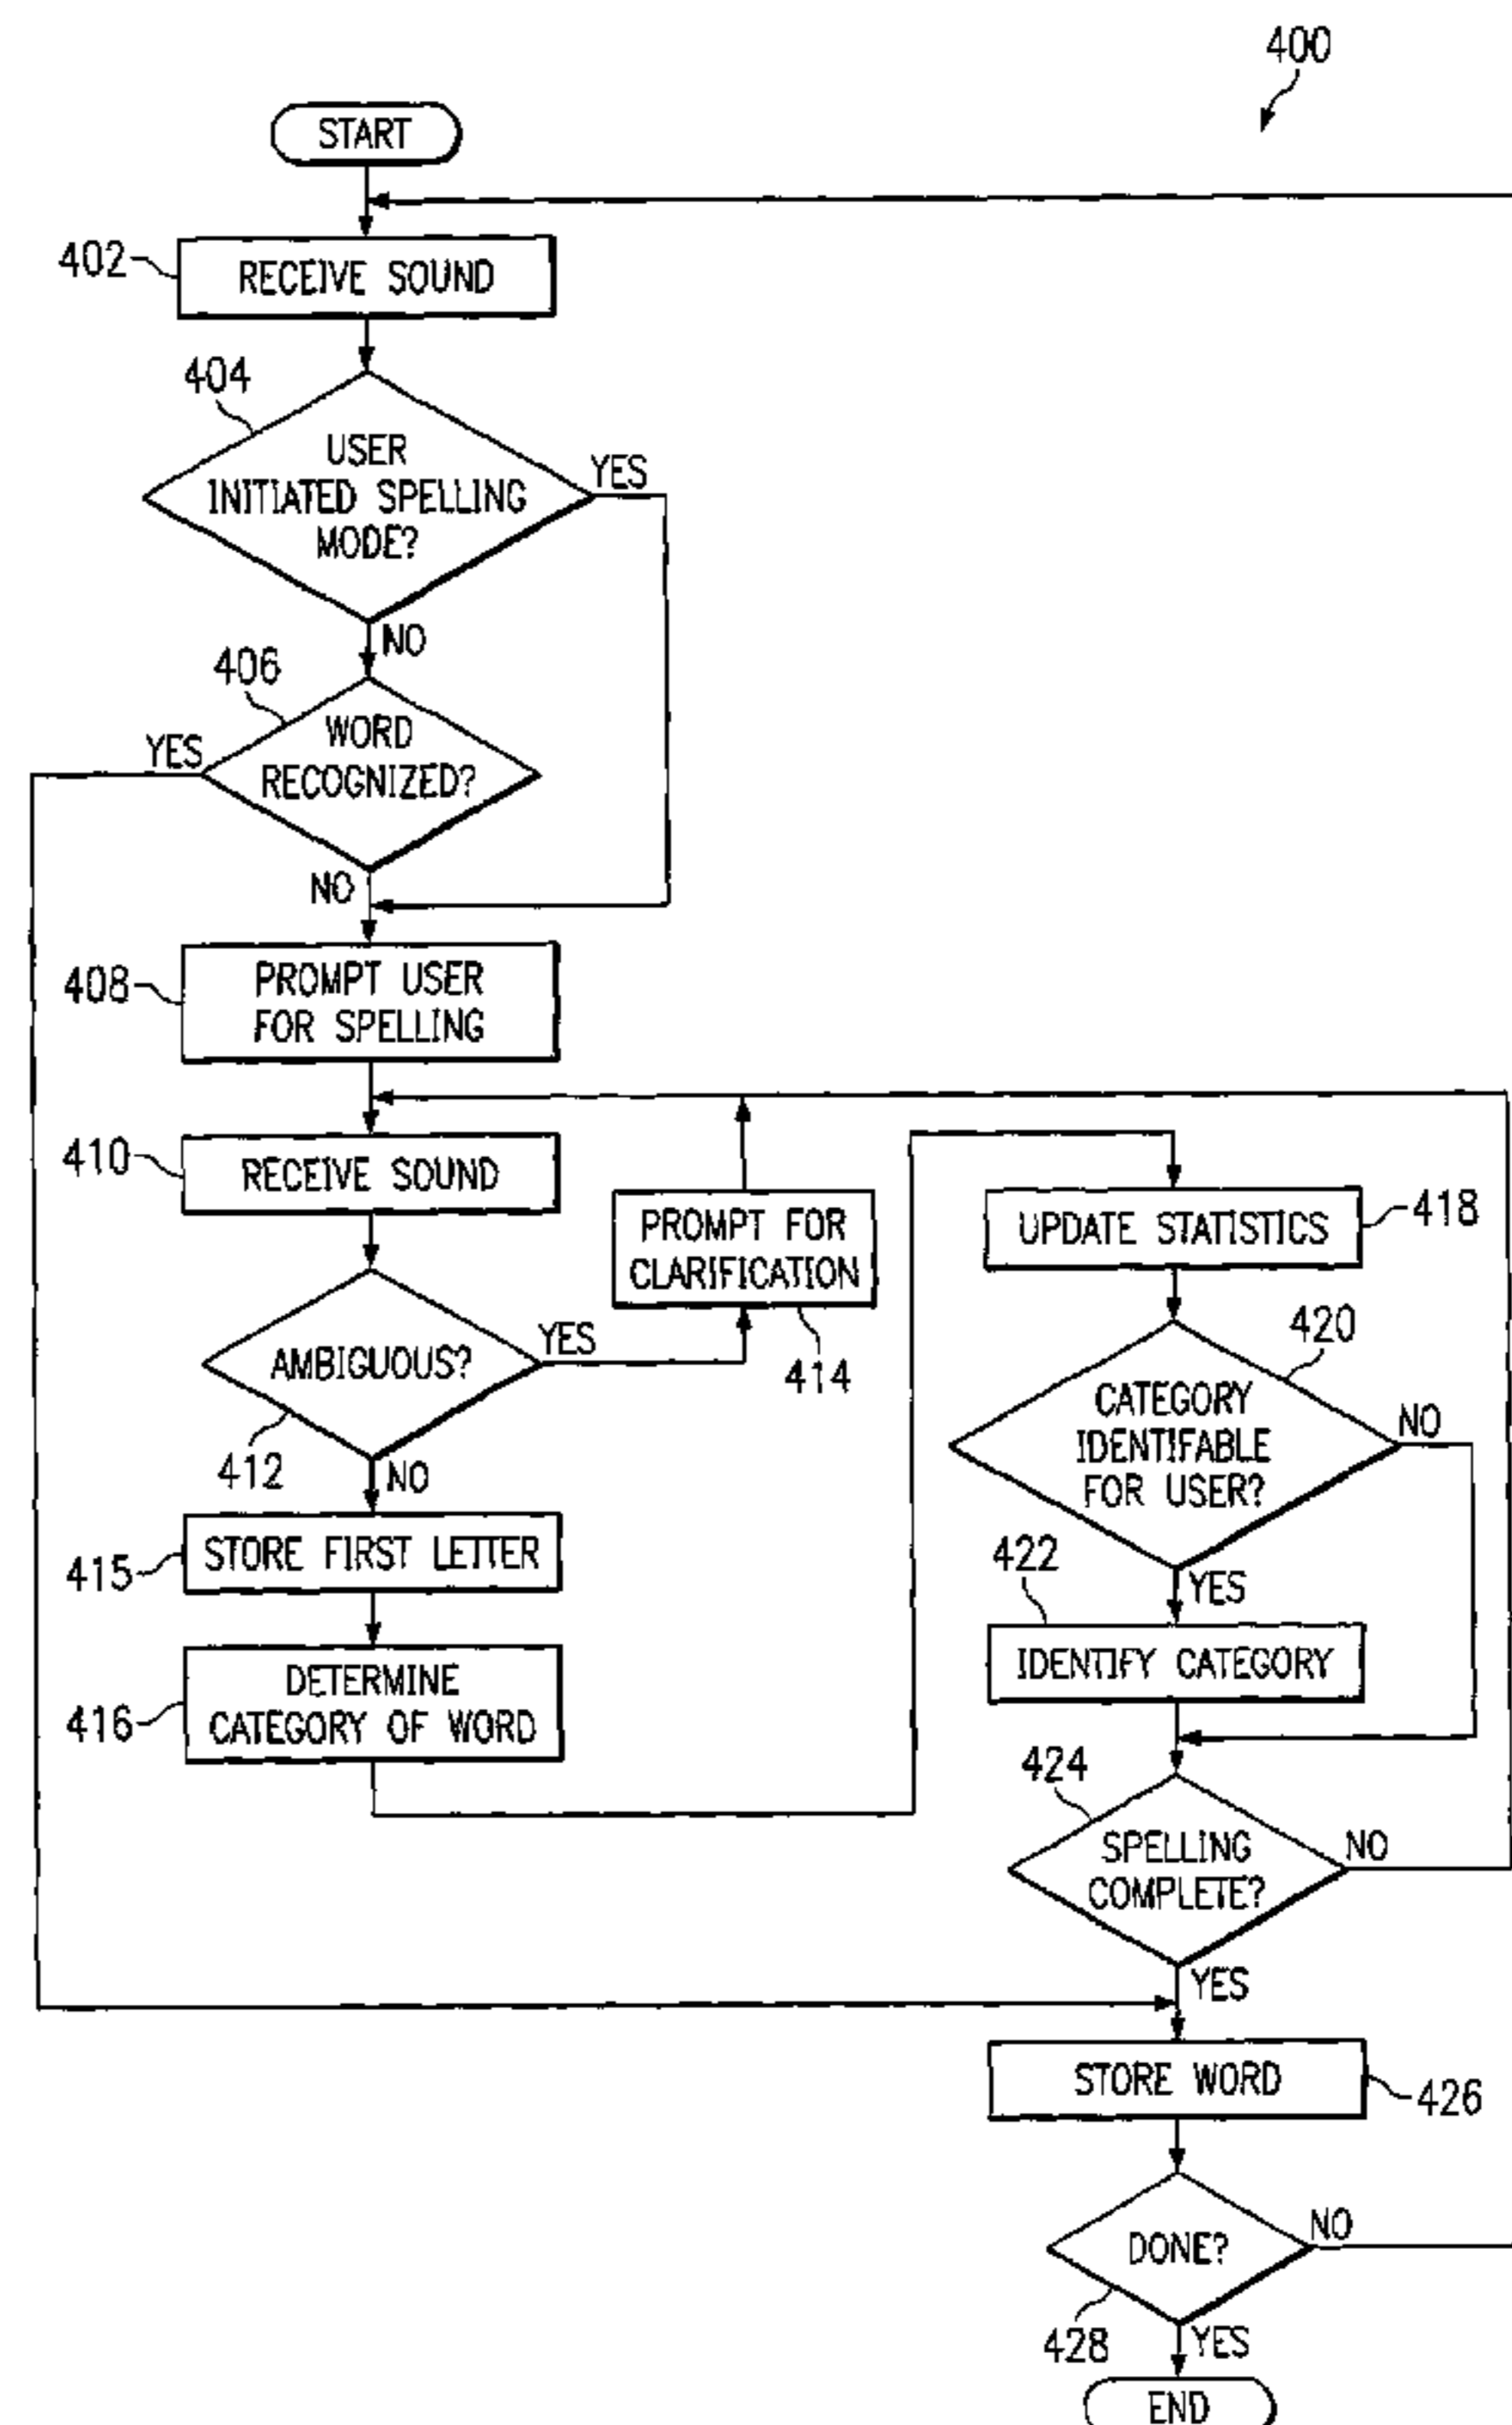 400
START
402
RECEIVE SOUND
404
USER
INITIATED SPELLING
MODE?
YES
NO
406
WORD
RECOGNIZED?
YES
NO
408
PROMPT USER
FOR SPELLING
410
RECEIVE SOUND
PROMPT FOR
CLARIFICATION
414
AMBIGUOUS?
YES
412
NO
415
STORE FIRST LETTER
416
DETERMINE
CATEGORY OF WORD
UPDATE STATISTICS
418
420
CATEGORY
IDENTIFABLE
FOR USER?
NO
YES
422
IDENTIFY CATEGORY
424
SPELLING
COMPLETE?
NO
YES
STORE WORD
426
DONE?
NO
428
YES
END